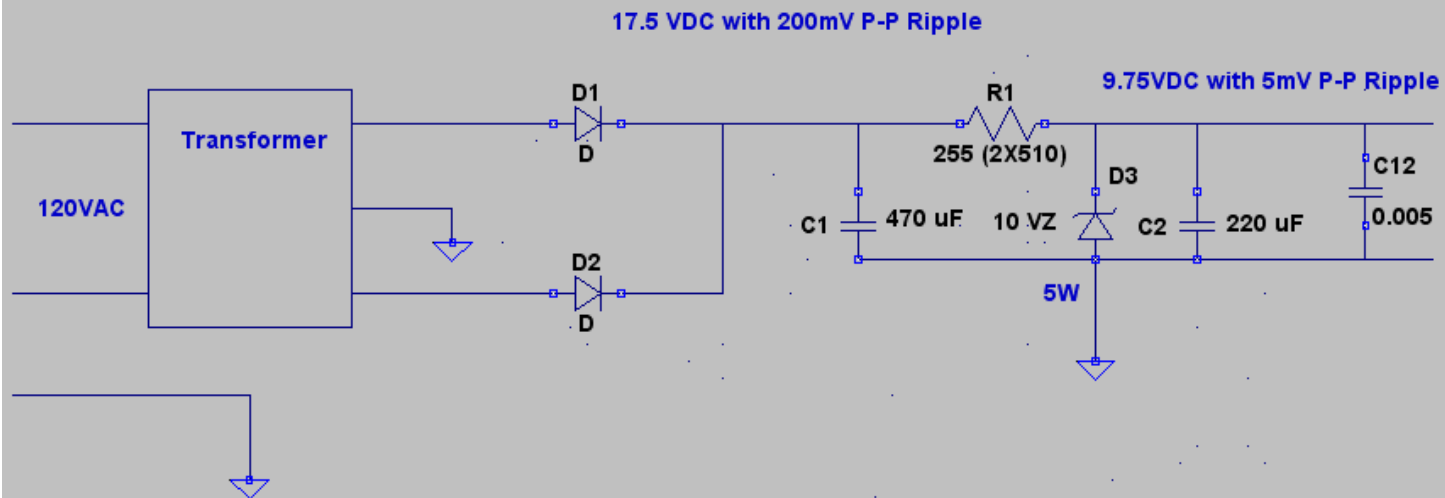 17.5 VDC with 200mV P-P Ripple
9.75VDC with 5mV P-P Ripple
D1
R1
Transformer
D
255 (2X510)
C12
D3
120VAC
C1
470 uF
10 VZ
C2
220 uF
0.005
D2
5W
D